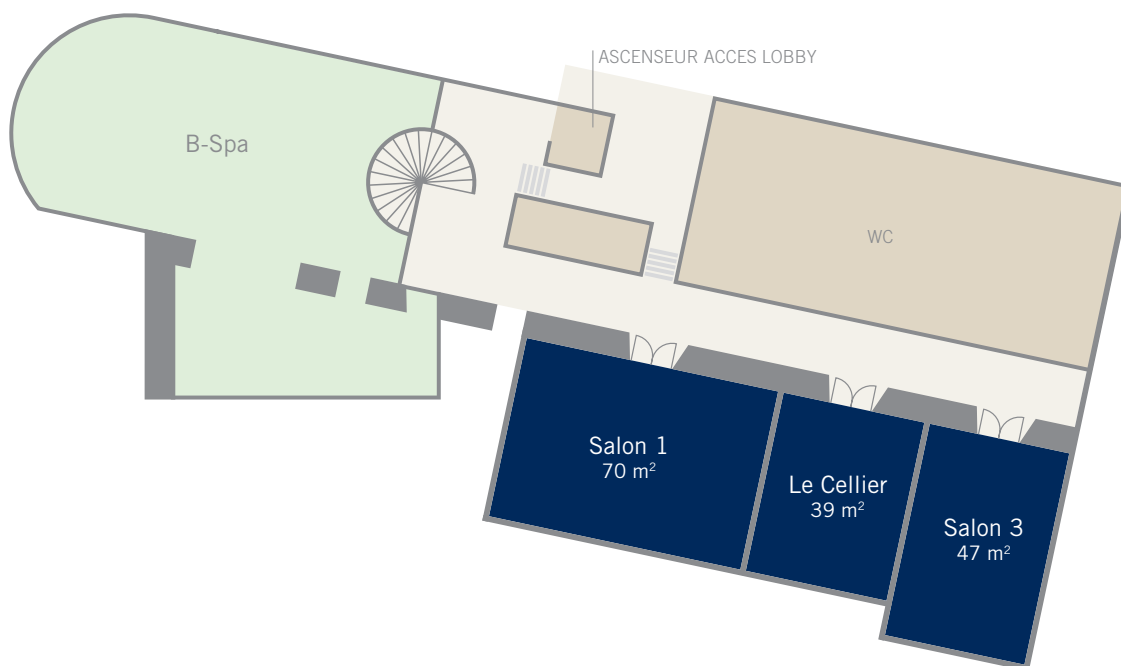 ASCENSEUR ACCES LOBBY
B-Spa
WC
Salon 1
70 m²
Le Cellier
39 m²
Salon 3
47 m²